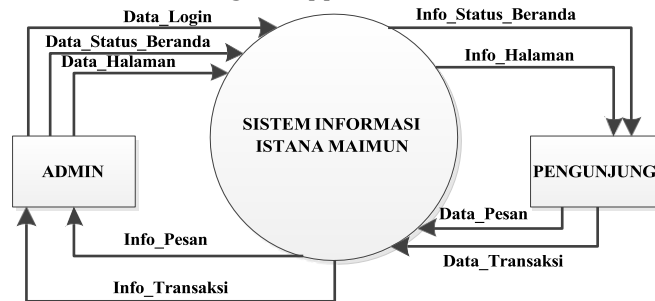 Data_Login
Info_Status_Beranda
Data_Status_Beranda
Info_Halaman
Data_Halaman
SISTEM INFORMASI
ISTANA MAIMUN
ADMIN
PENGUNJUNG
Data_Pesan
Info_Pesan
Data_Transaksi
Info_Transaksi